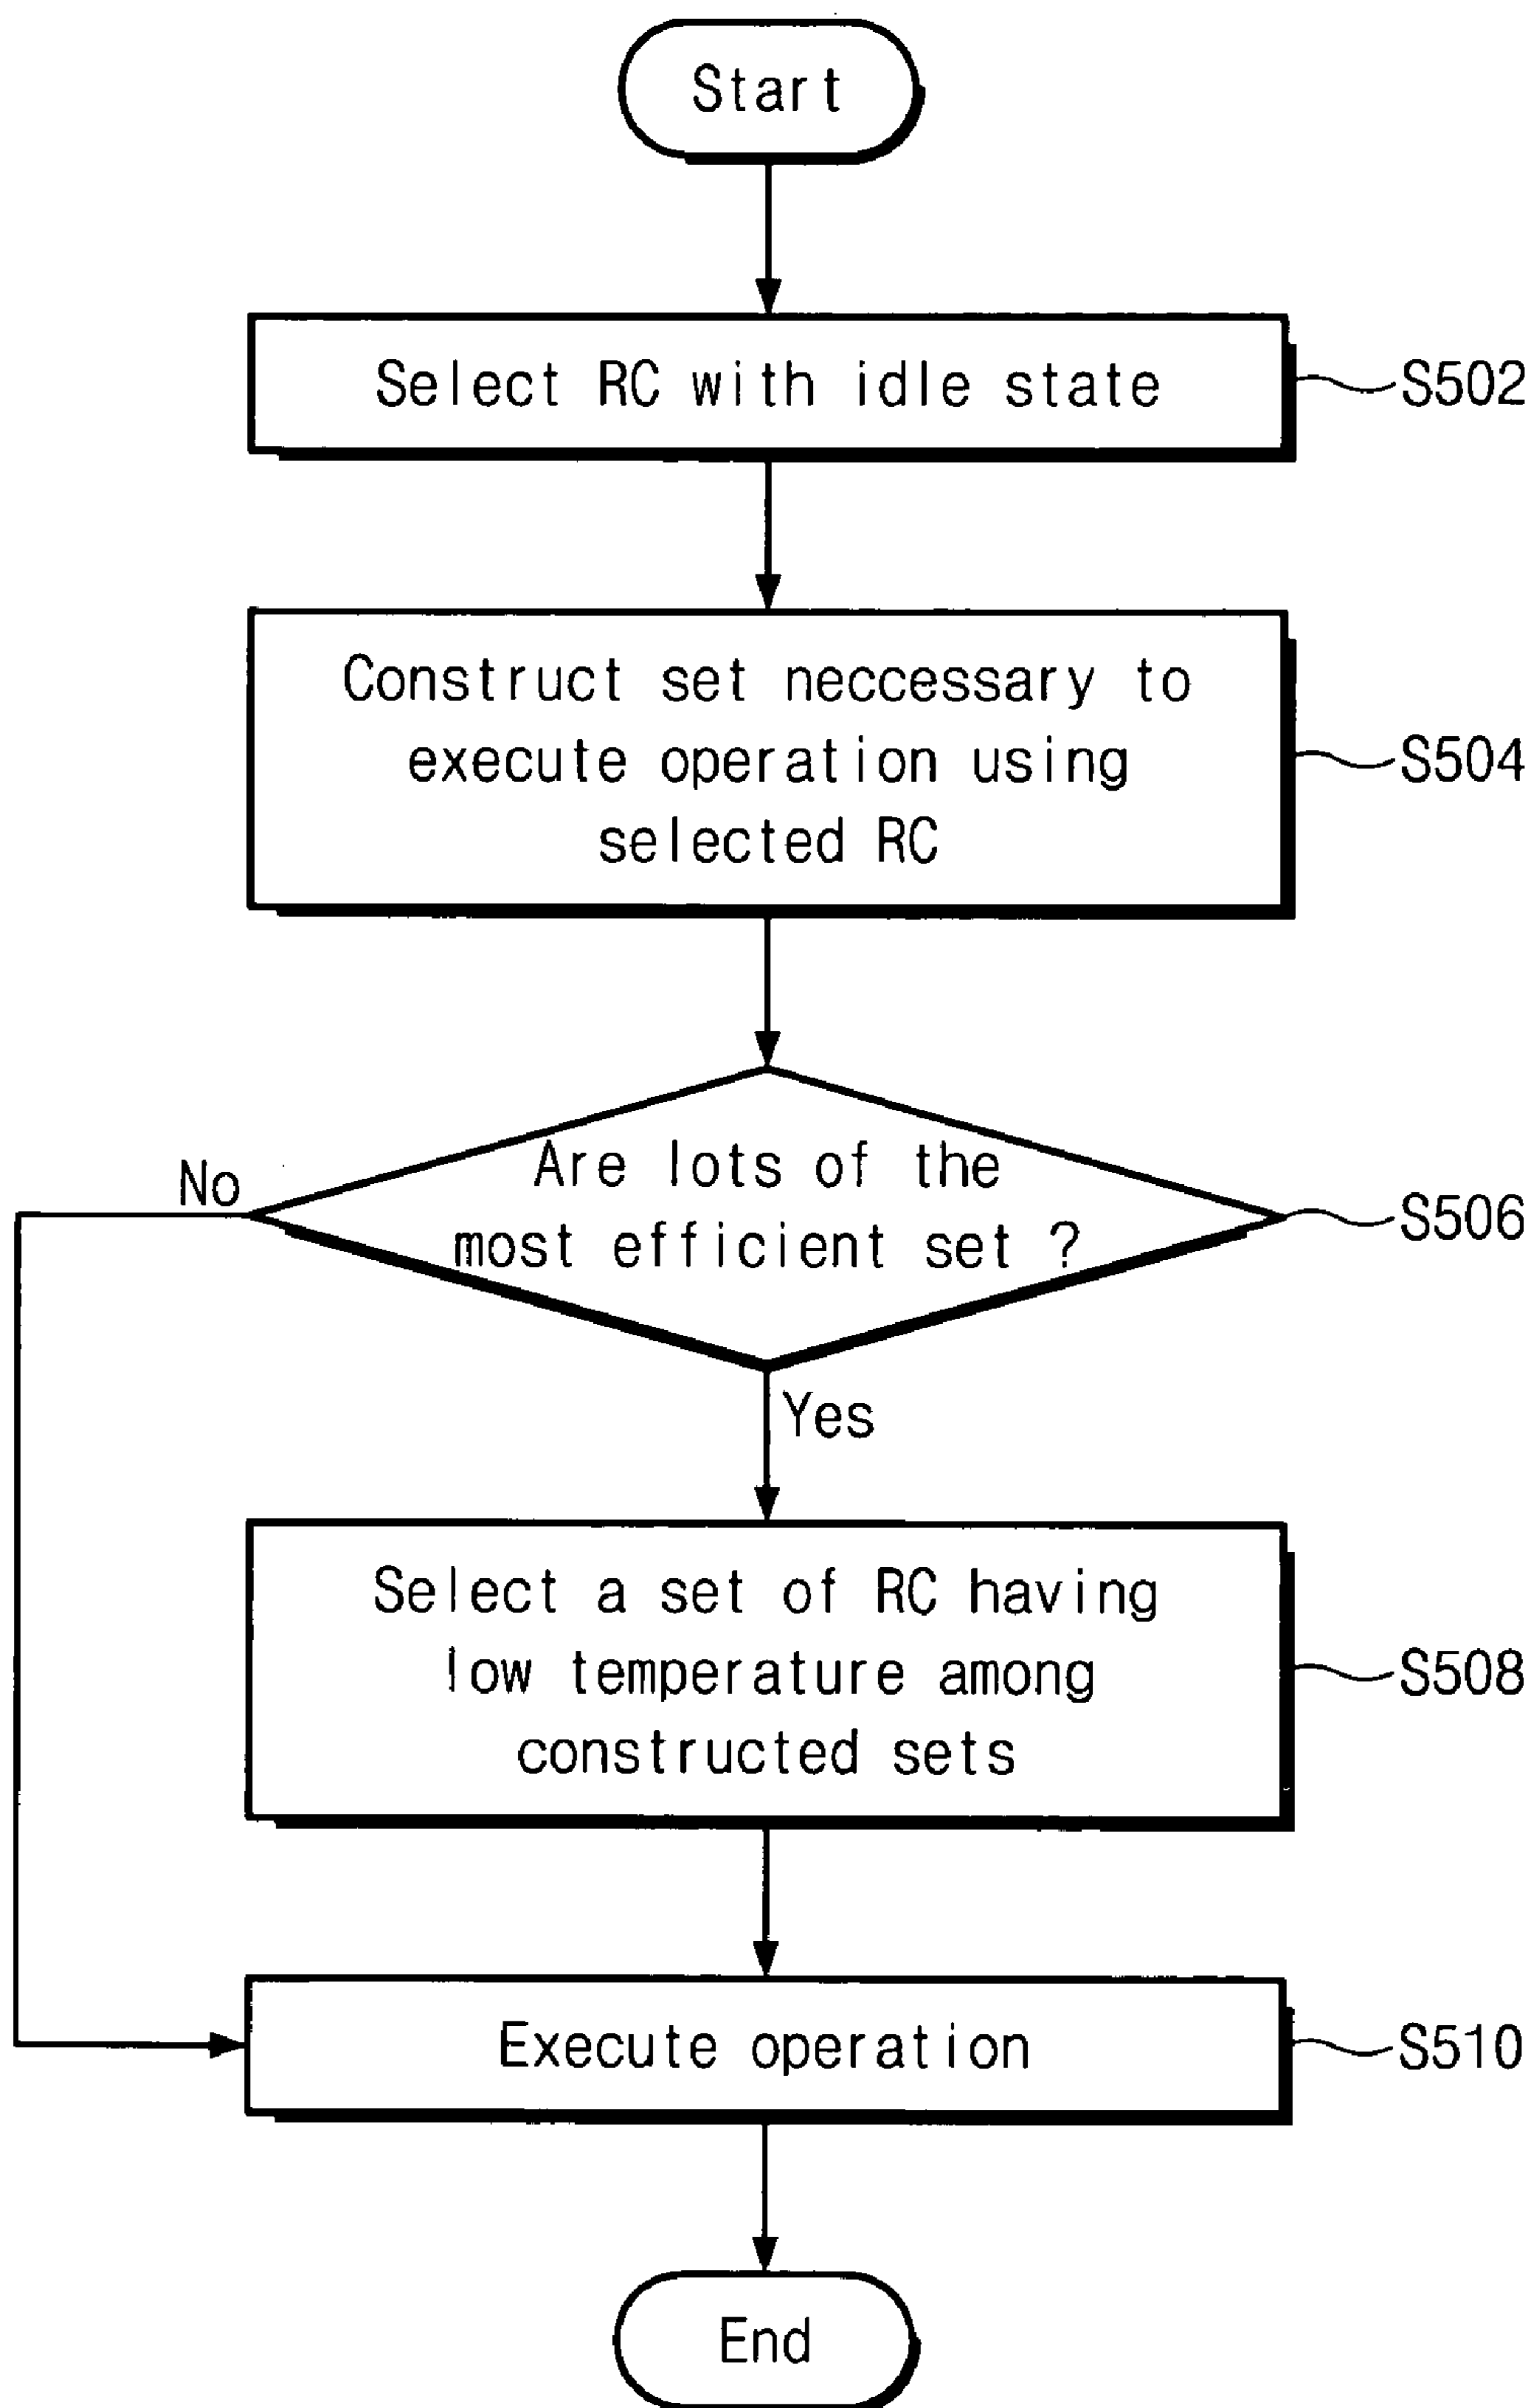 Start
Select RC with idle state
S502
Construct set neccessary to
execute operation using
selected RC
S504
Are lots of the
most efficient set ?
No
S506
Yes
Select a set of RC having
low temperature among
constructed sets
S508
Execute operation
S510
End